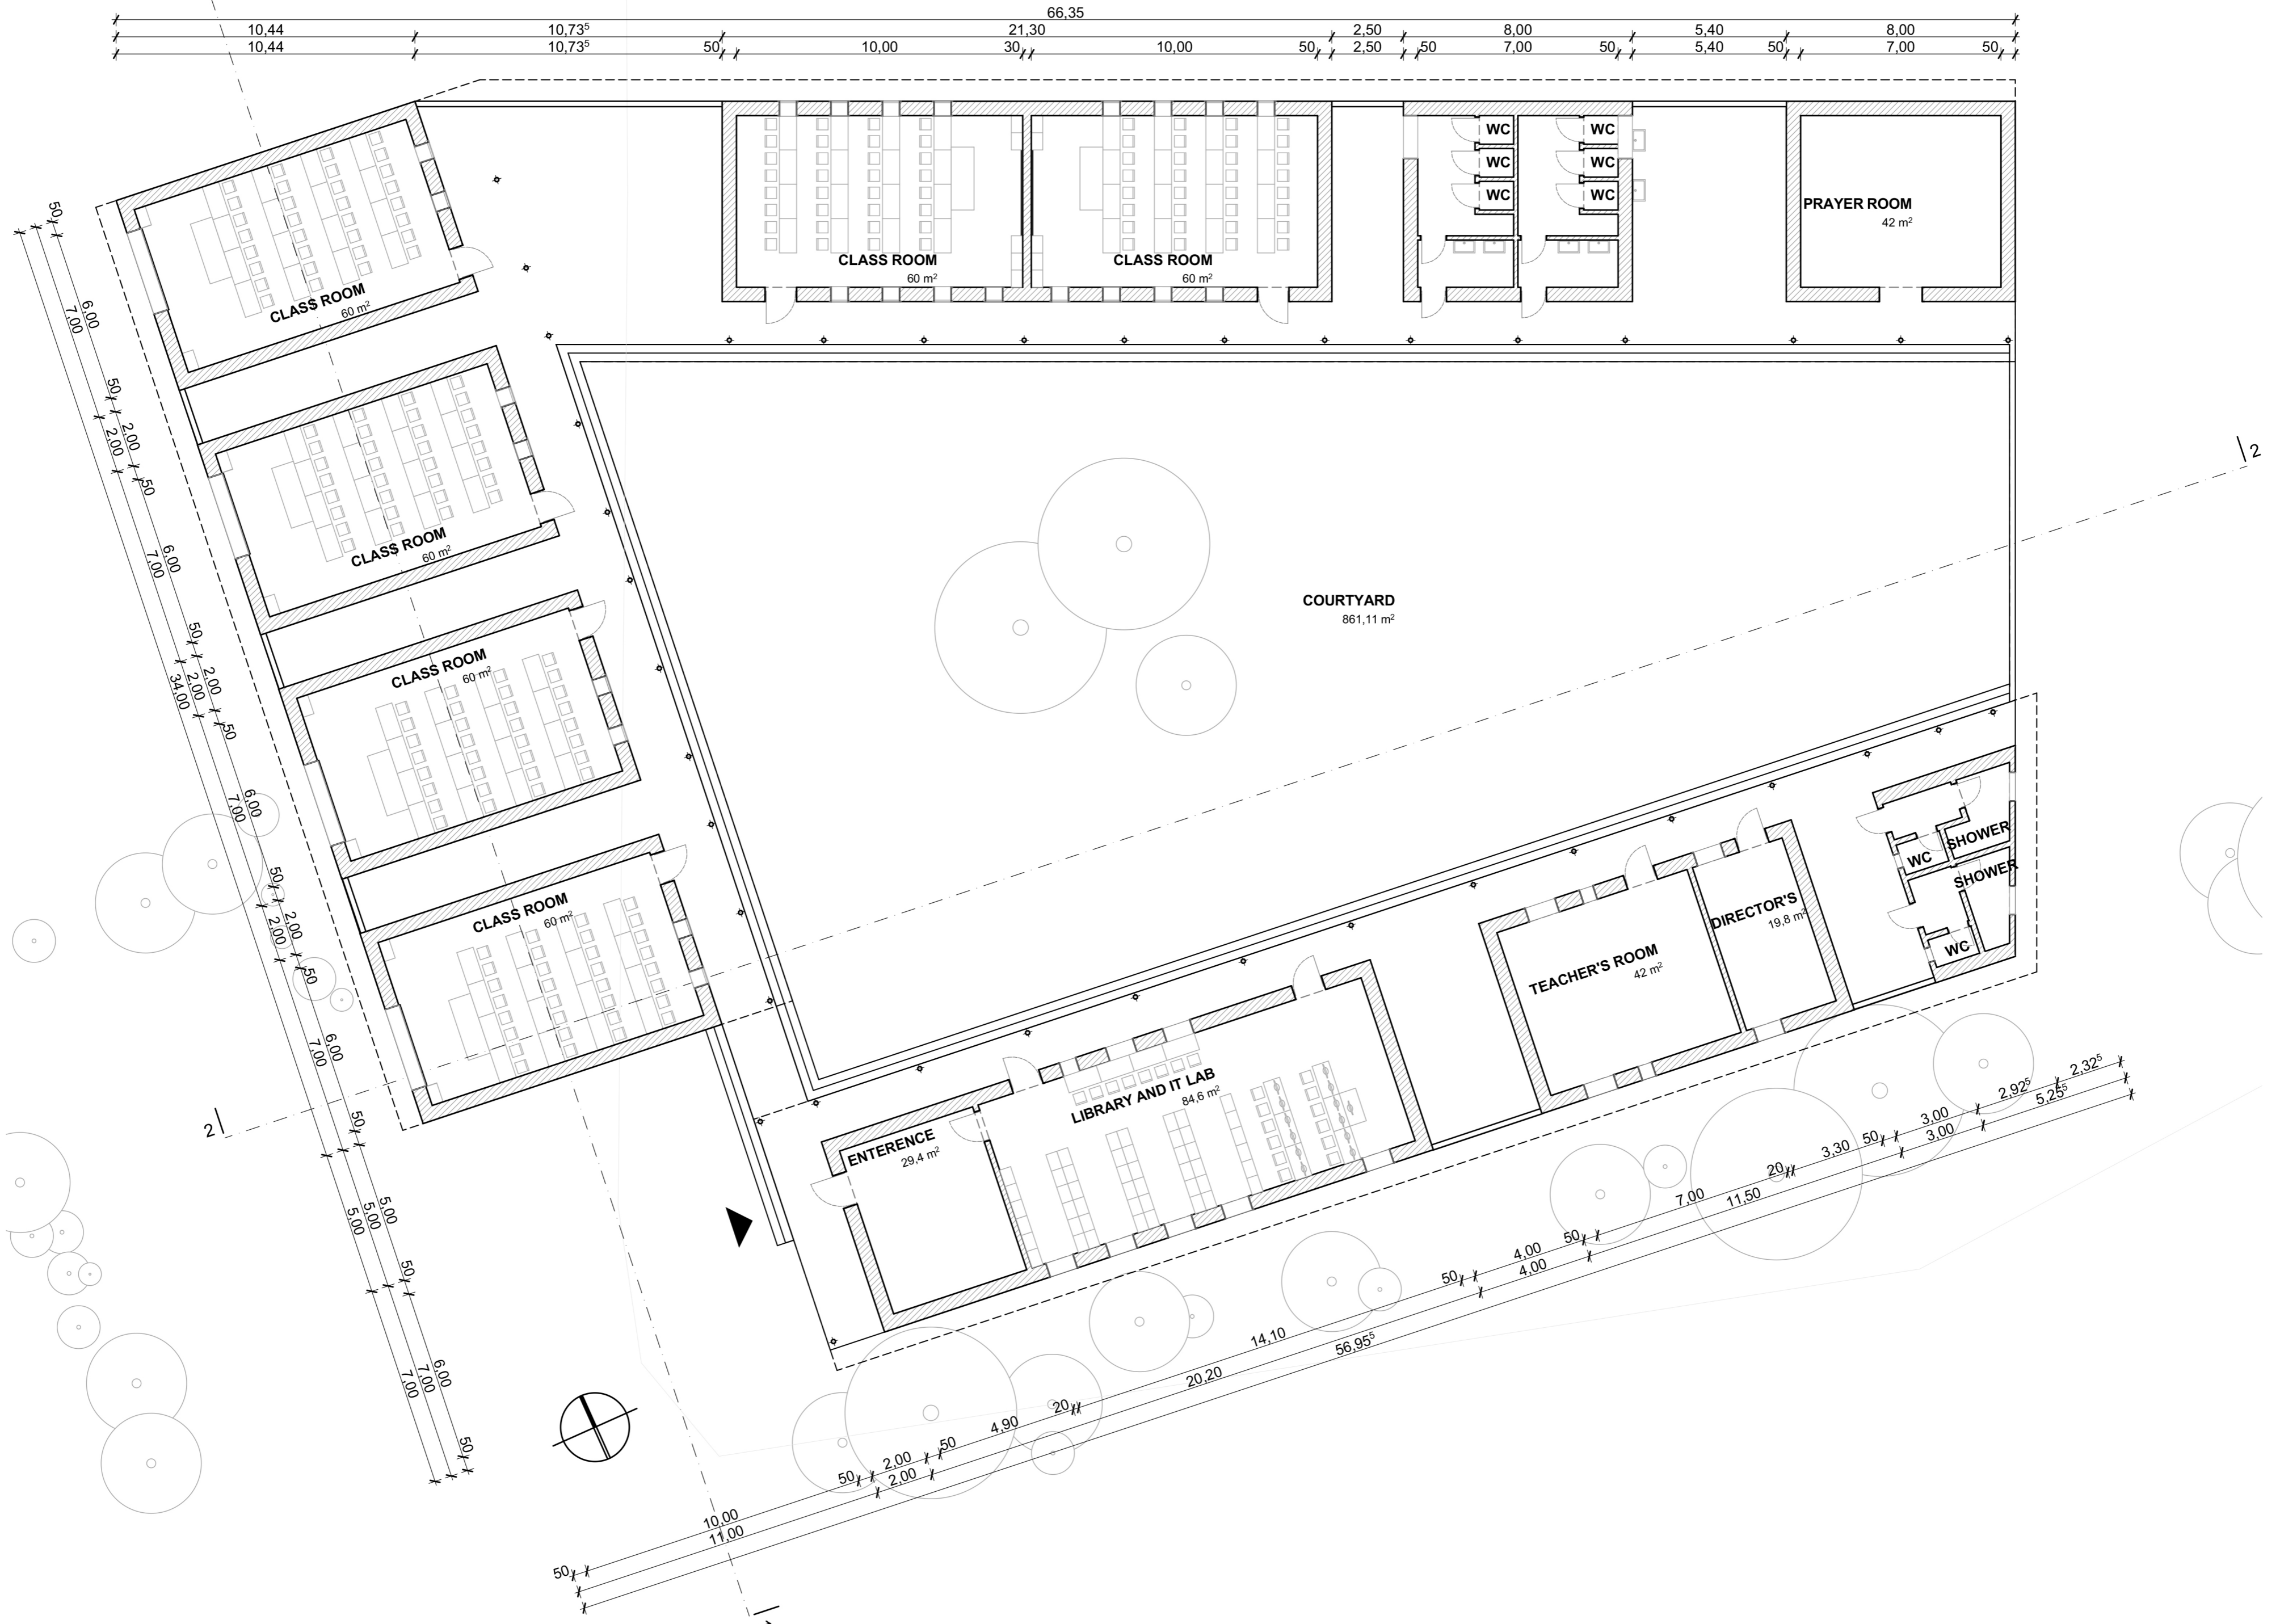 66,35
10,44
10,73⁵
21,30
2,50
8,00
5,40
8,00
10,44
10,73⁵
50
10,00
30
10,00
50
2,50
50
7,00
50
5,40
50
7,00
50
WC
WC
WC
WC
WC
WC
PRAYER ROOM
42 m²
CLASS ROOM
60 m²
CLASS ROOM
60 m²
CLASS ROOM
60 m²
CLASS ROOM
60 m²
CLASS ROOM
60 m²
CLASS ROOM
60 m²
COURTYARD
861,11 m²
2
2
SHOWER
WC
SHOWER
WC
DIRECTOR'S
19,8 m²
TEACHER'S ROOM
42 m²
LIBRARY AND IT LAB
84,6 m²
ENTERENCE
29,4 m²
50
6,00
50
2,00
50
6,00
50
2,00
50
6,00
50
2,00
50
6,00
50
5,00
50
6,00
50
7,00
2,00
7,00
2,00
7,00
2,00
7,00
5,00
7,00
34,00
5,00
7,00
50
10,00
50
2,00
50
4,90
20
14,10
50
4,00
50
7,00
20
3,30
50
3,00
2,92⁵
2,32⁵
11,00
2,00
20,20
4,00
11,50
3,00
5,25⁵
56,95⁵